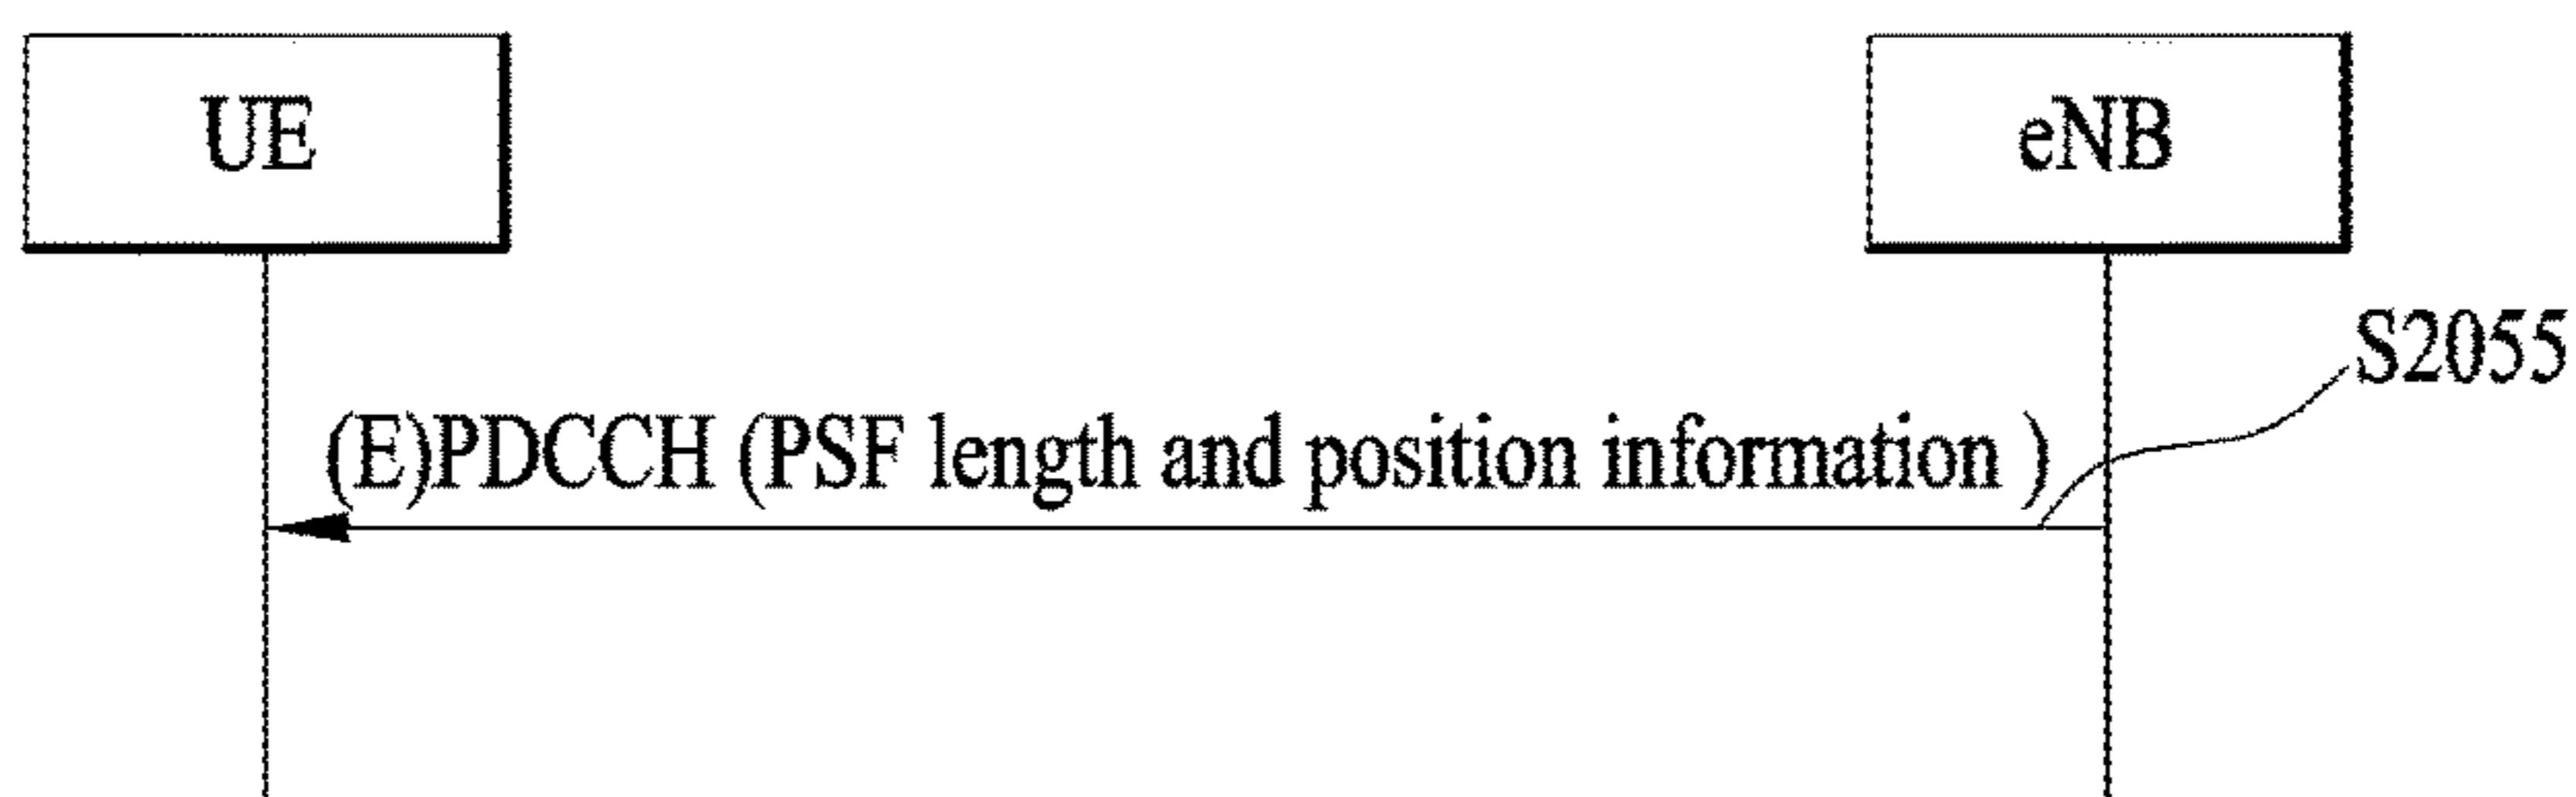 UE
eNB
S2055
(E)PDCCH (PSF length and position information )